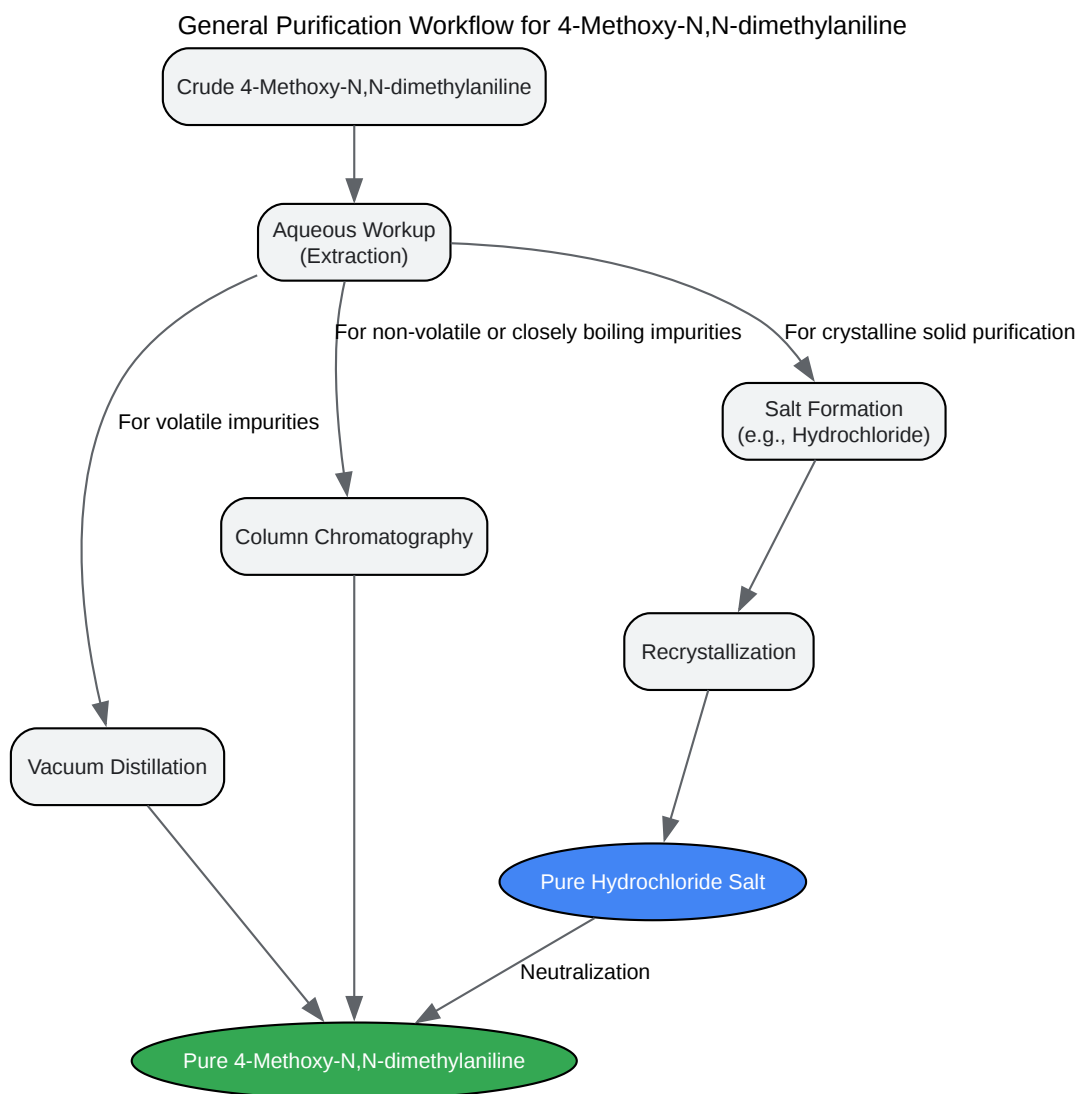 General Purification Workflow for 4-Methoxy-N,N-dimethylaniline
Crude 4-Methoxy-N,N-dimethylaniline
Aqueous Workup
(Extraction)
For non-volatile or closely boiling impurities
For crystalline solid purification
Salt Formation
(e.g., Hydrochloride)
For volatile impurities
Column Chromatography
Recrystallization
Vacuum Distillation
Pure Hydrochloride Salt
Neutralization
Pure 4-Methoxy-N,N-dimethylaniline